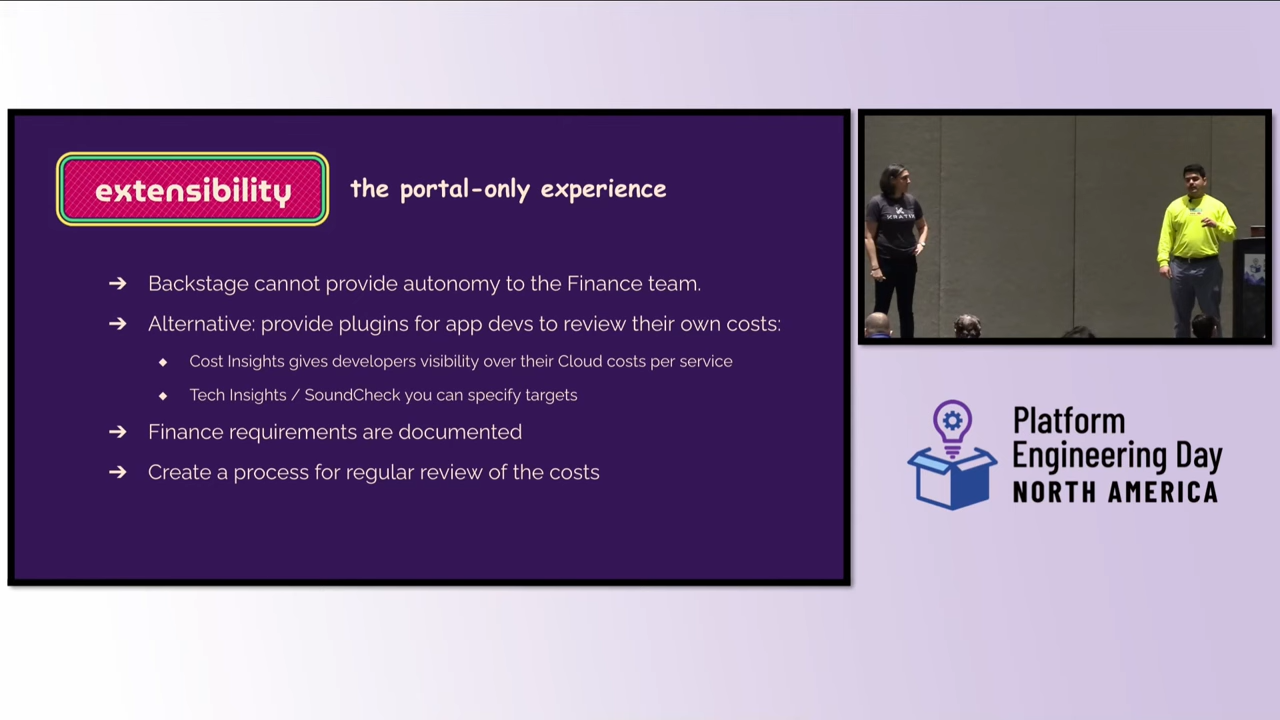 extensibility
the portal-only experience
➔ Backstage cannot provide autonomy to the Finance team.
➔ Alternative: provide plugins for app devs to review their own costs:
◆ Cost Insights gives developers visibility over their Cloud costs per service
◆ Tech Insights / SoundCheck you can specify targets
➔ Finance requirements are documented
➔ Create a process for regular review of the costs
KRATIX
Platform
Engineering Day
NORTH AMERICA